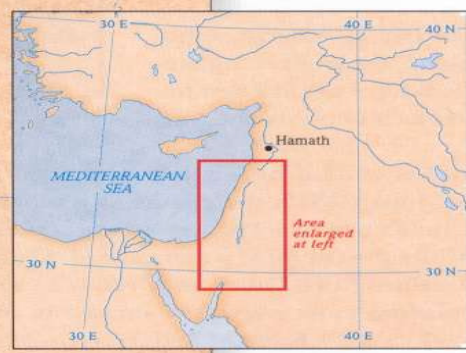 30 E
40 E
40 N
Hamath
MEDITERRANEAN
SEA
Area
enlarged
at left
30 N
30 N
30 E
40 E